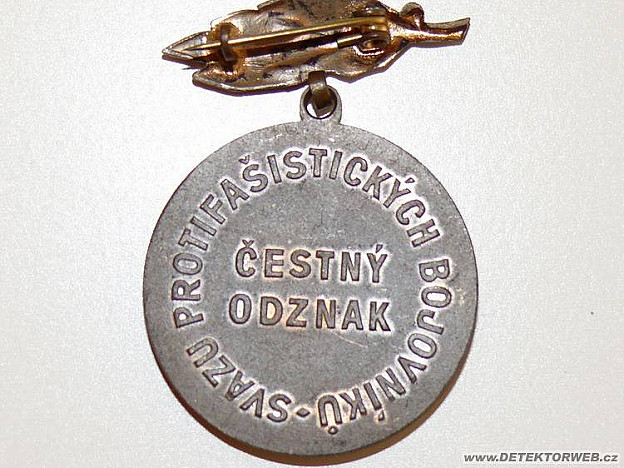 SVAZU PROTIFAŠISTICKÝCH BOJOVNÍKŮ -
ČESTNÝ
ODZNAK
WWW.DETEKTORWEB.CZ